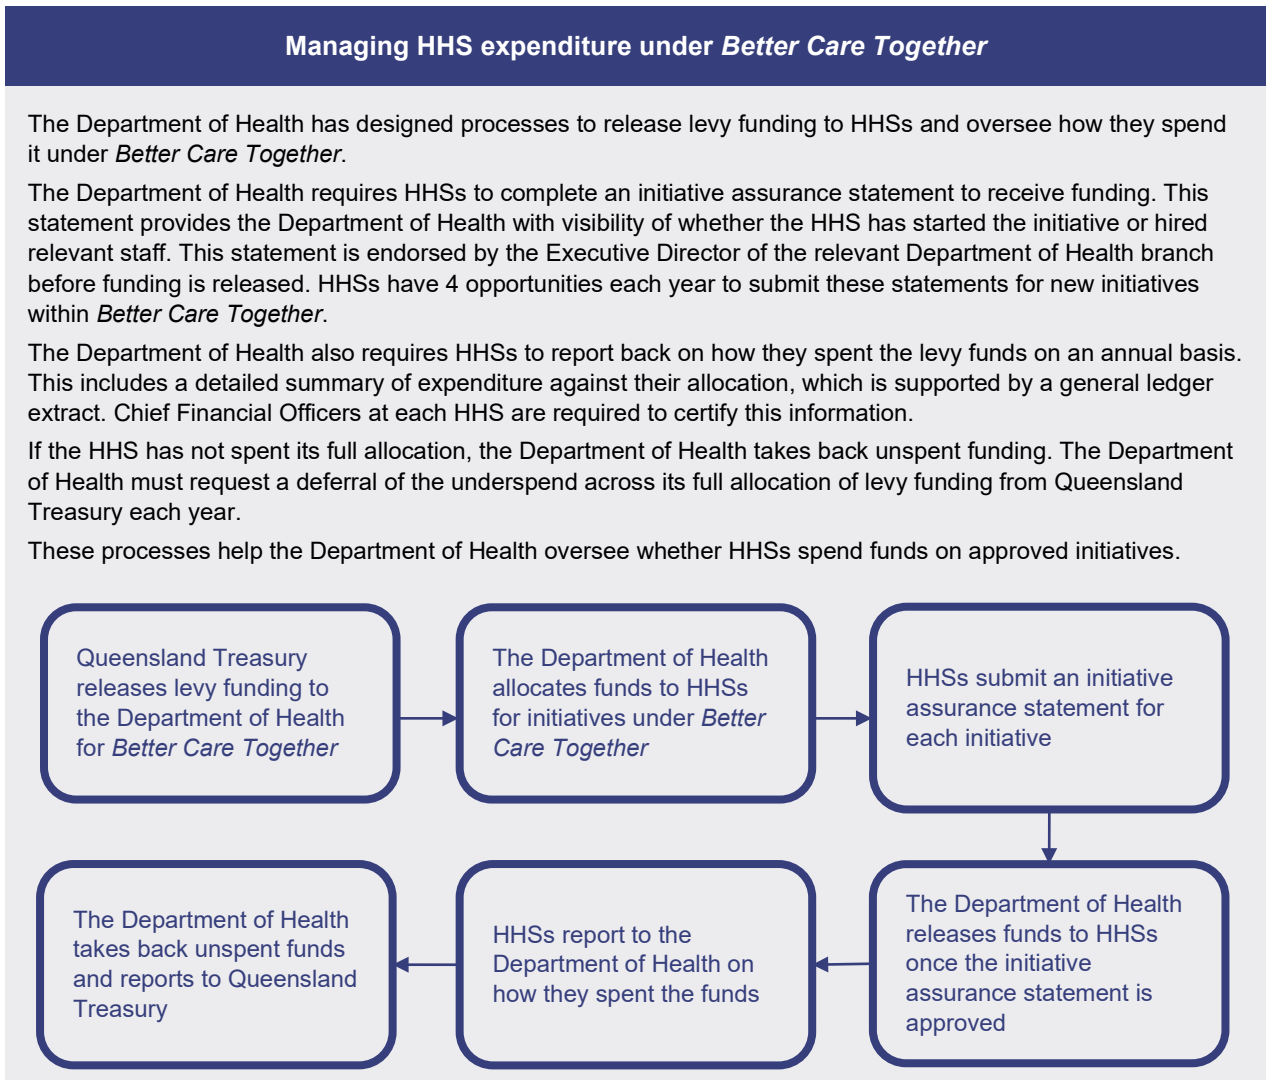 Managing HHS expenditure under Better Care Together
The Department of Health has designed processes to release levy funding to HHSs and oversee how they spend
it under Better Care Together.
The Department of Health requires HHSs to complete an initiative assurance statement to receive funding. This
statement provides the Department of Health with visibility of whether the HHS has started the initiative or hired
relevant staff. This statement is endorsed by the Executive Director of the relevant Department of Health branch
before funding is released. HHSs have 4 opportunities each year to submit these statements for new initiatives
within Better Care Together.
The Department of Health also requires HHSs to report back on how they spent the levy funds on an annual basis.
This includes a detailed summary of expenditure against their allocation, which is supported by a general ledger
extract. Chief Financial Officers at each HHS are required to certify this information.
If the HHS has not spent its full allocation, the Department of Health takes back unspent funding. The Department
of Health must request a deferral of the underspend across its full allocation of levy funding from Queensland
Treasury each year.
These processes help the Department of Health oversee whether HHSs spend funds on approved initiatives.
Queensland Treasury
releases levy funding to
the Department of Health
for Better Care Together
The Department of Health
allocates funds to HHSs
for initiatives under Better
Care Together
HHSs submit an initiative
assurance statement for
each initiative
The Department of Health
releases funds to HHSs
once the initiative
assurance statement is
approved
HHSs report to the
Department of Health on
how they spent the funds
The Department of Health
takes back unspent funds
and reports to Queensland
Treasury